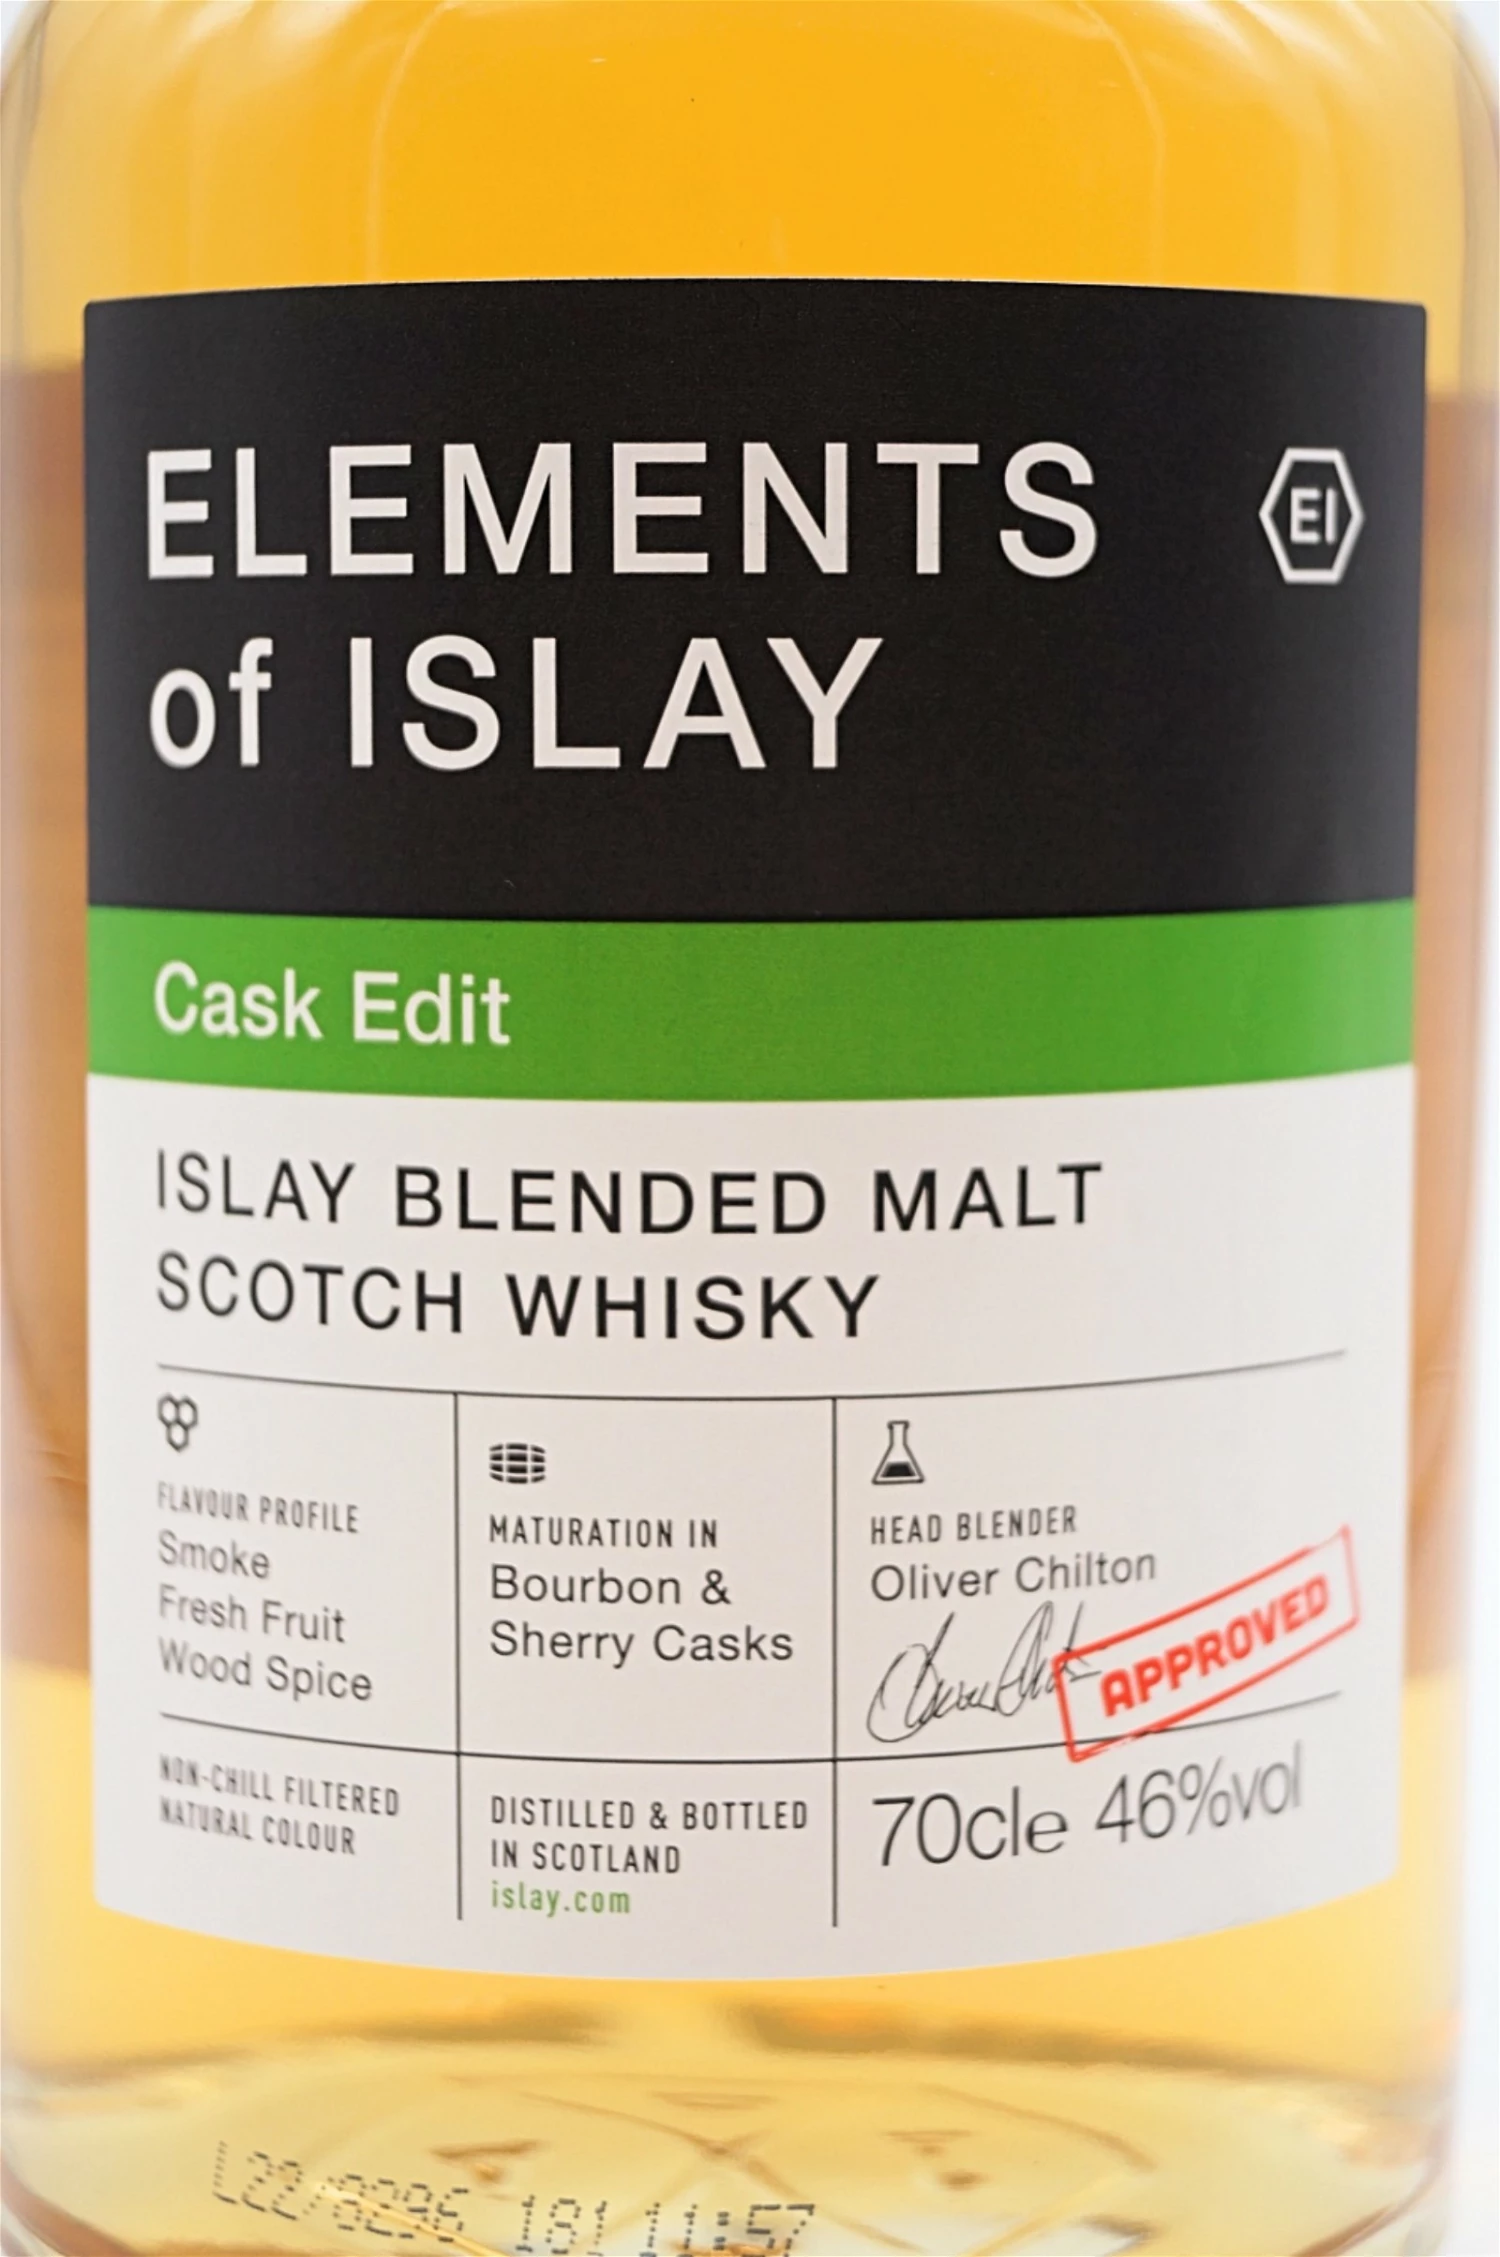 ELEMENTS
of ISLAY
EI
Cask Edit
ISLAY BLENDED MALT
SCOTCH WHISKY
FLAVOUR PROFILE
Smoke
Fresh Fruit
Wood Spice
MATURATION IN
Bourbon &
Sherry Casks
HEAD BLENDER
Oliver Chilton
APPROVED
NON-CHILL FILTERED
NATURAL COLOUR
DISTILLED & BOTTLED
IN SCOTLAND
islay.com
70cle 46%vol